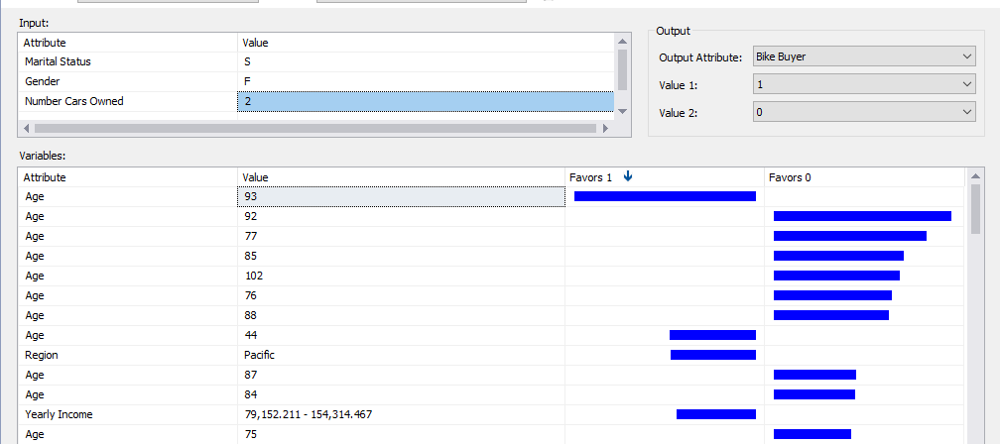 Input:
Attribute Value
Marital Status S
Gender F
Number Cars Owned 2
Output
Output Attribute: Bike Buyer
Value 1: 1
Value 2: 0
Variables:
Attribute Value Favors 1 Favors 0
Age 93
Age 92
Age 77
Age 85
Age 102
Age 76
Age 88
Age 44
Region Pacific
Age 87
Age 84
Yearly Income 79,152.211 - 154,314.467
Age 75